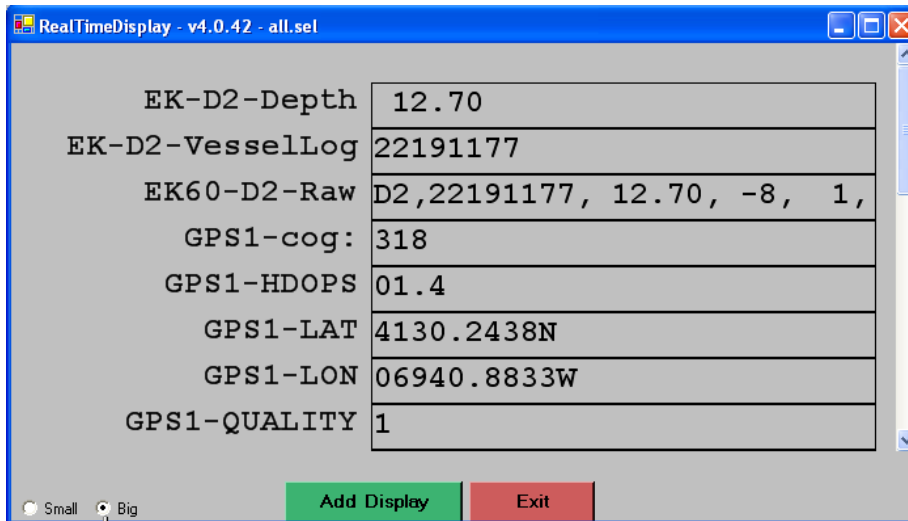 RealTimeDisplay - v4.0.42 - all.sel
EK-D2-Depth 12.70
EK-D2-VesselLog 22191177
EK60-D2-Raw D2,22191177, 12.70, -8, 1,
GPS1-cog: 318
GPS1-HDOPS 01.4
GPS1-LAT 4130.2438N
GPS1-LON 06940.8833W
GPS1-QUALITY 1
Small Big Add Display Exit